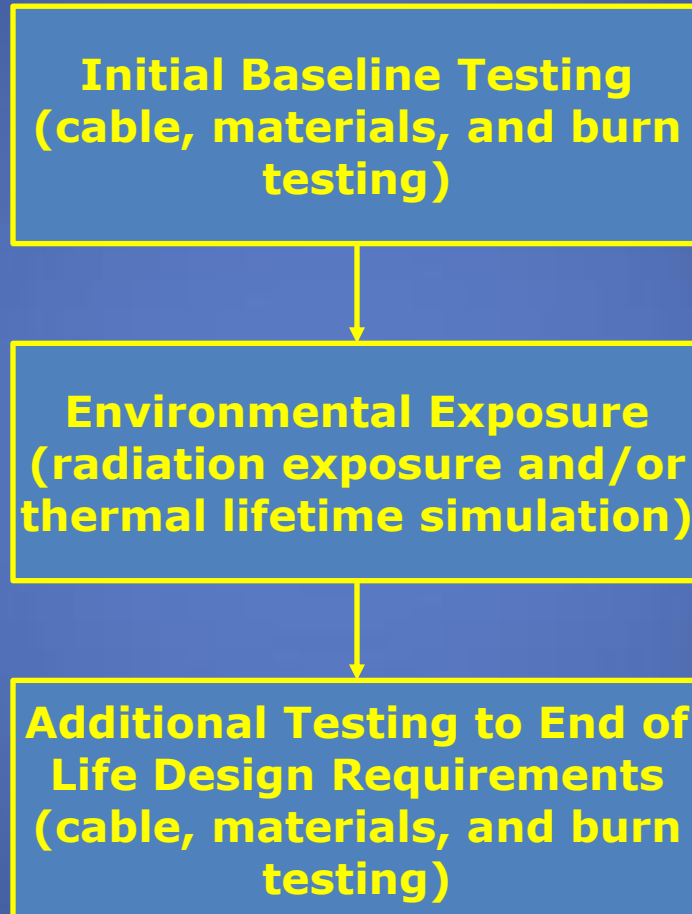 Initial Baseline Testing
(cable, materials, and burn
testing)
Environmental Exposure
(radiation exposure and/or
thermal lifetime simulation)
Additional Testing to End of
Life Design Requirements
(cable, materials, and burn
testing)